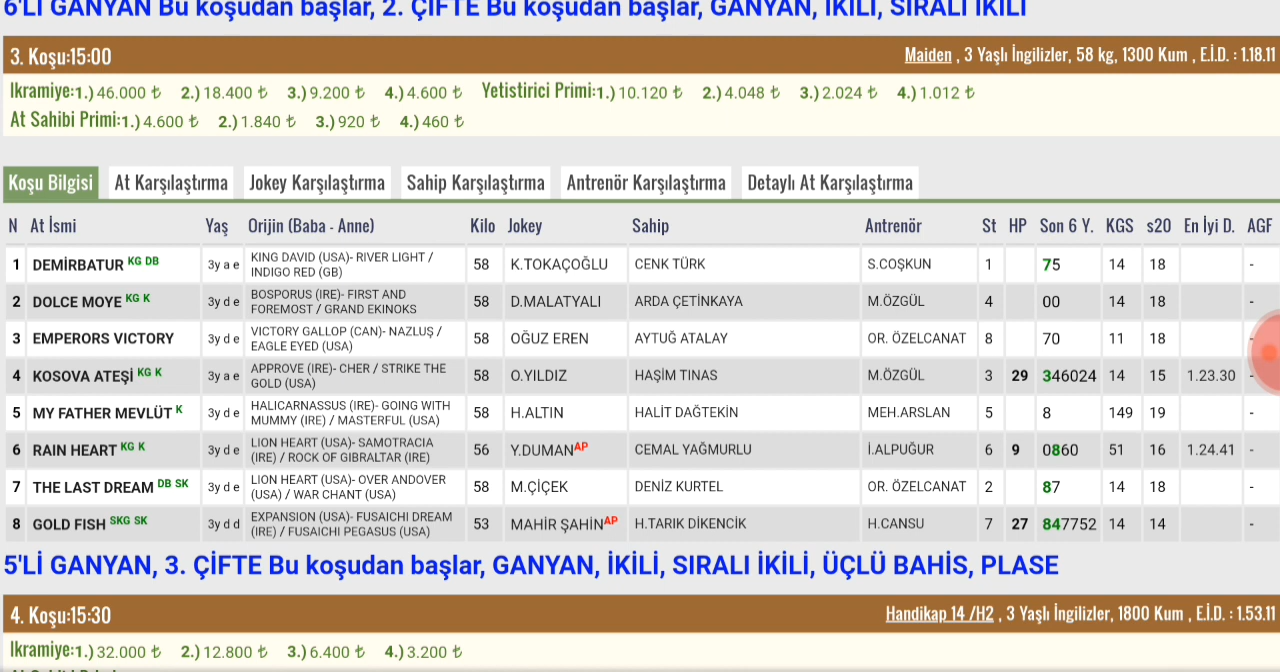 6'Lİ GANYAN Bu koşudan başlar, 2. ÇİFTE Bu koşudan başlar, GANYAN, İKİLİ, SIRALI İKİLİ
3. Koşu:15:00 Maiden , 3 Yaşlı İngilizler, 58 kg, 1300 Kum , E.İ.D. : 1.18.11
Ikramiye:1.) 46.000 ₺ 2.) 18.400 ₺ 3.) 9.200 ₺ 4.) 4.600 ₺ Yetistirici Primi:1.) 10.120 ₺ 2.) 4.048 ₺ 3.) 2.024 ₺ 4.) 1.012 ₺
At Sahibi Primi:1.) 4.600 ₺ 2.) 1.840 ₺ 3.) 920 ₺ 4.) 460 ₺
Koşu Bilgisi At Karşılaştırma Jokey Karşılaştırma Sahip Karşılaştırma Antrenör Karşılaştırma Detaylı At Karşılaştırma
N At İsmi Yaş Orijin (Baba - Anne) Kilo Jokey Sahip Antrenör St HP Son 6 Y. KGS s20 En İyi D. AGF
1 DEMİRBATUR KG DB 3y a e KING DAVID (USA)- RIVER LIGHT / INDIGO RED (GB) 58 K.TOKAÇOĞLU CENK TÜRK S.COŞKUN 1 75 14 18 -
2 DOLCE MOYE KG K 3y d e BOSPORUS (IRE)- FIRST AND FOREMOST / GRAND EKINOKS 58 D.MALATYALI ARDA ÇETİNKAYA M.ÖZGÜL 4 00 14 18 -
3 EMPERORS VICTORY 3y d e VICTORY GALLOP (CAN)- NAZLUŞ / EAGLE EYED (USA) 58 OĞUZ EREN AYTUĞ ATALAY OR. ÖZELCANAT 8 70 11 18 -
4 KOSOVA ATEŞİ KG K 3y a e APPROVE (IRE)- CHER / STRIKE THE GOLD (USA) 58 O.YILDIZ HAŞİM TINAS M.ÖZGÜL 3 29 346024 14 15 1.23.30 -
5 MY FATHER MEVLÜT K 3y d e HALICARNASSUS (IRE)- GOING WITH MUMMY (IRE) / MASTERFUL (USA) 58 H.ALTIN HALİT DAĞTEKİN MEH.ARSLAN 5 8 149 19 -
6 RAIN HEART KG K 3y d e LION HEART (USA)- SAMOTRACIA (IRE) / ROCK OF GIBRALTAR (IRE) 56 Y.DUMAN AP CEMAL YAĞMURLU İ.ALPUĞUR 6 9 0860 51 16 1.24.41 -
7 THE LAST DREAM DB SK 3y d e LION HEART (USA)- OVER ANDOVER (USA) / WAR CHANT (USA) 58 M.ÇİÇEK DENİZ KURTEL OR. ÖZELCANAT 2 87 14 18 -
8 GOLD FISH SKG SK 3y d d EXPANSION (USA)- FUSAICHI DREAM (IRE) / FUSAICHI PEGASUS (USA) 53 MAHİR ŞAHİN AP H.TARIK DİKENCİK H.CANSU 7 27 847752 14 14 -
5'Lİ GANYAN, 3. ÇİFTE Bu koşudan başlar, GANYAN, İKİLİ, SIRALI İKİLİ, ÜÇLÜ BAHİS, PLASE
4. Koşu:15:30 Handikap 14 /H2 , 3 Yaşlı İngilizler, 1800 Kum , E.İ.D. : 1.53.11
Ikramiye:1.) 32.000 ₺ 2.) 12.800 ₺ 3.) 6.400 ₺ 4.) 3.200 ₺